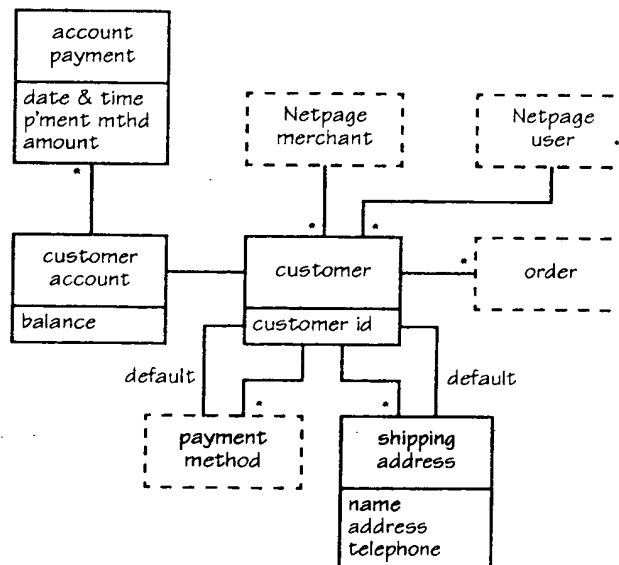 account
payment
date & time
p'ment mthd
amount
*
Netpage
merchant
Netpage
user
*
*
customer
account
balance
customer
customer id
*
order
default
default
*
*
payment
method
shipping
address
name
address
telephone